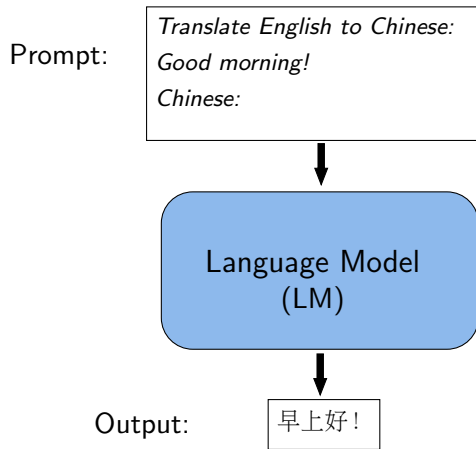 Prompt:
Translate English to Chinese:
Good morning!
Chinese:
Language Model
(LM)
Output:
早上好！